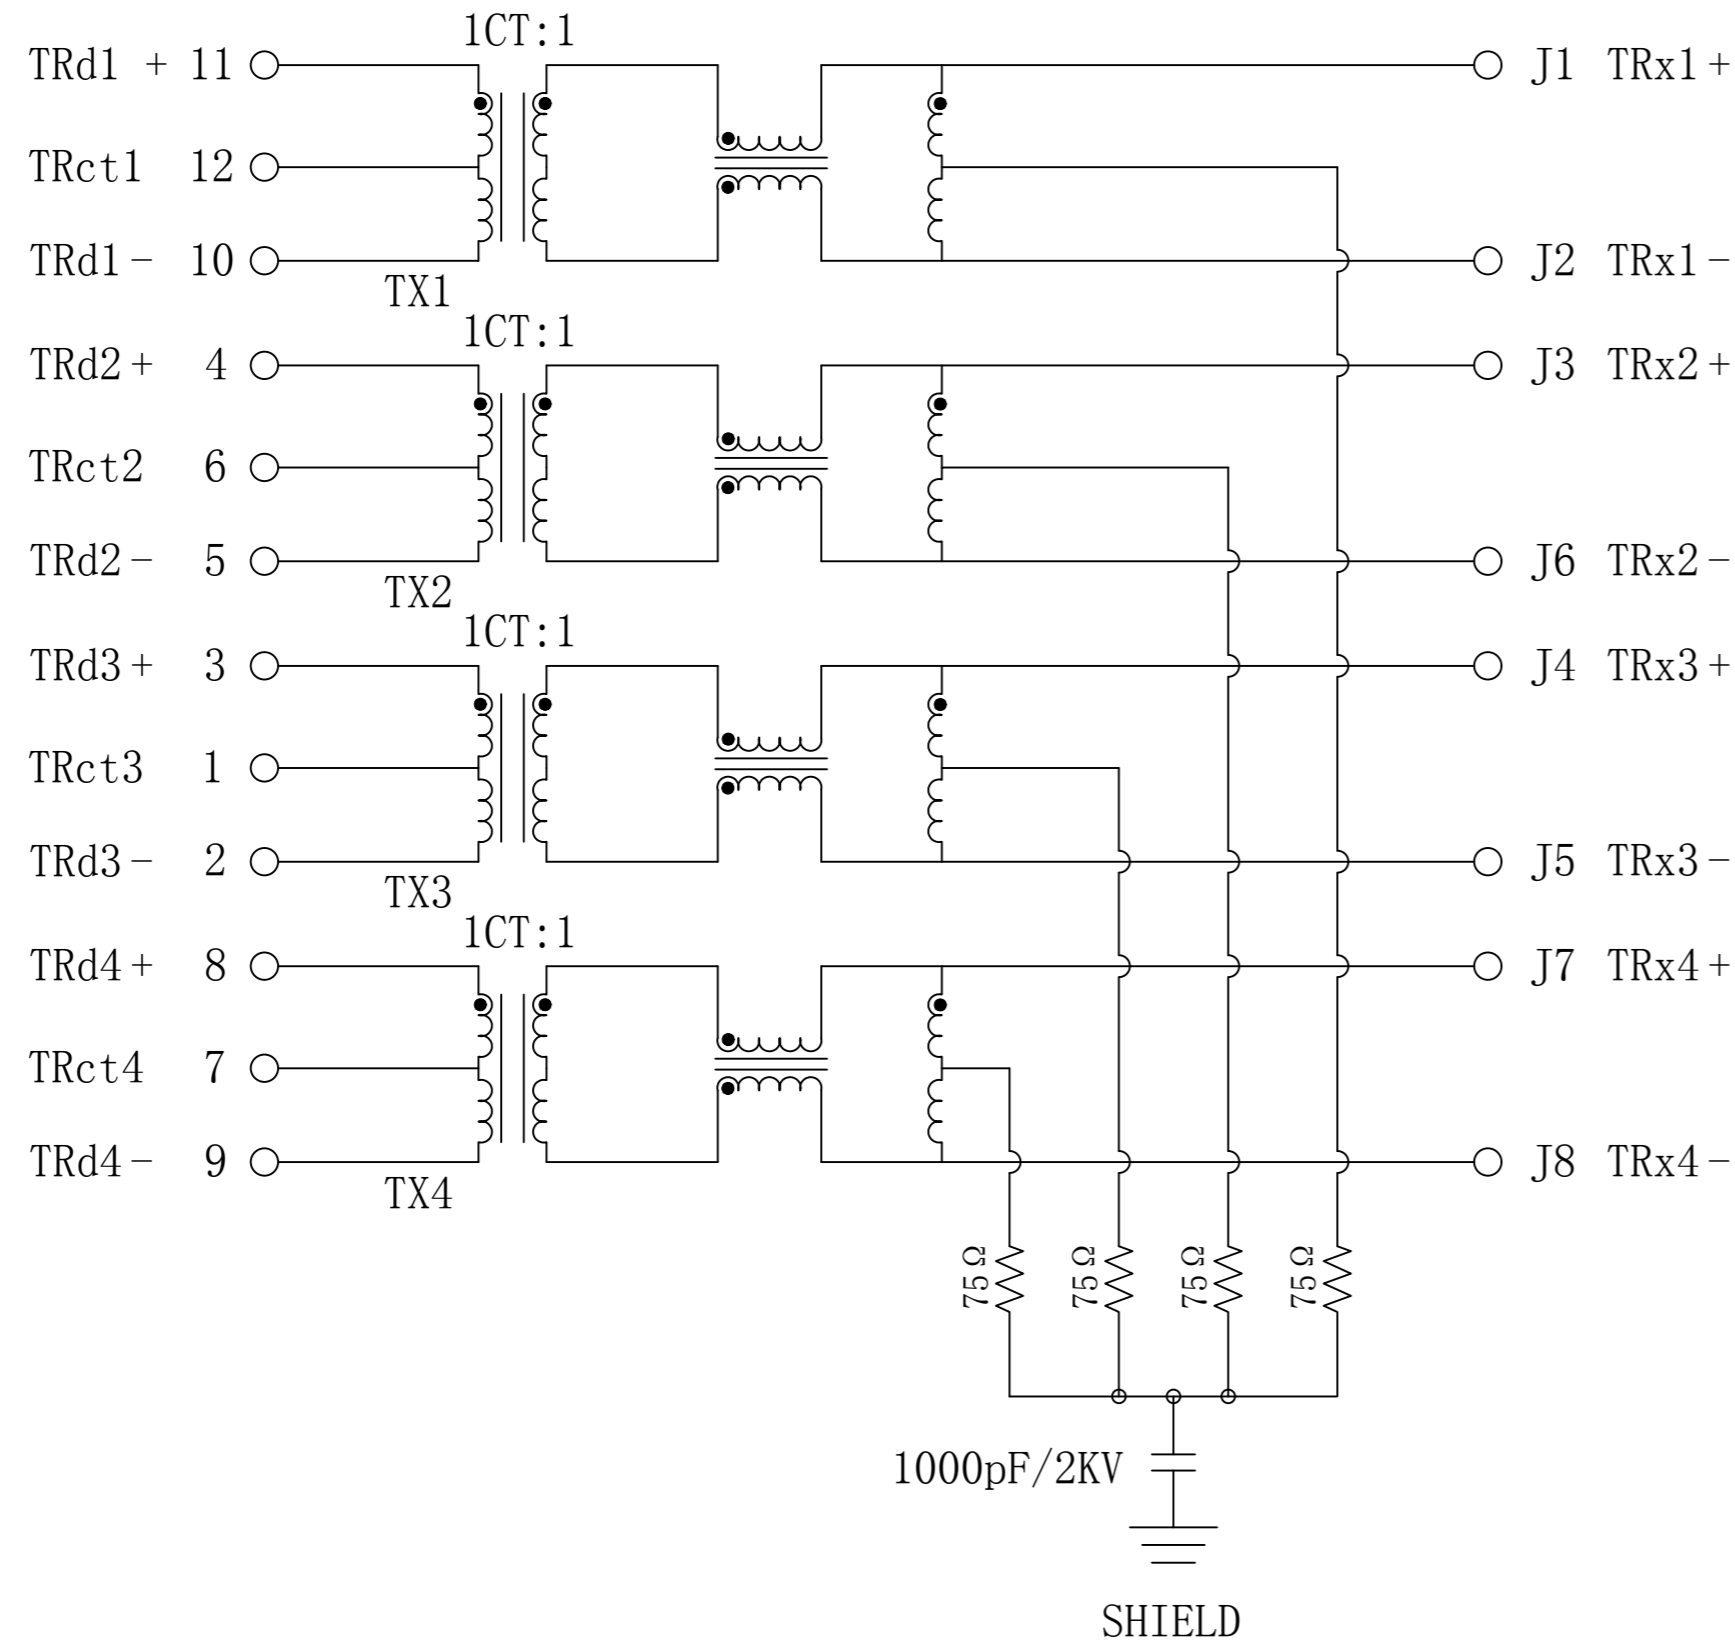 1CT:1
TRd1 + 11 J1 TRx1+
TRct1 12
TRd1- 10 J2 TRx1-
TX1
1CT:1
TRd2+ 4 J3 TRx2+
TRct2 6
TRd2- 5 J6 TRx2-
TX2
1CT:1
TRd3+ 3 J4 TRx3+
TRct3 1
TRd3- 2 J5 TRx3-
TX3
1CT:1
TRd4+ 8 J7 TRx4+
TRct4 7
TRd4- 9 J8 TRx4-
TX4
75Ω 75Ω 75Ω 75Ω
1000pF/2KV
SHIELD